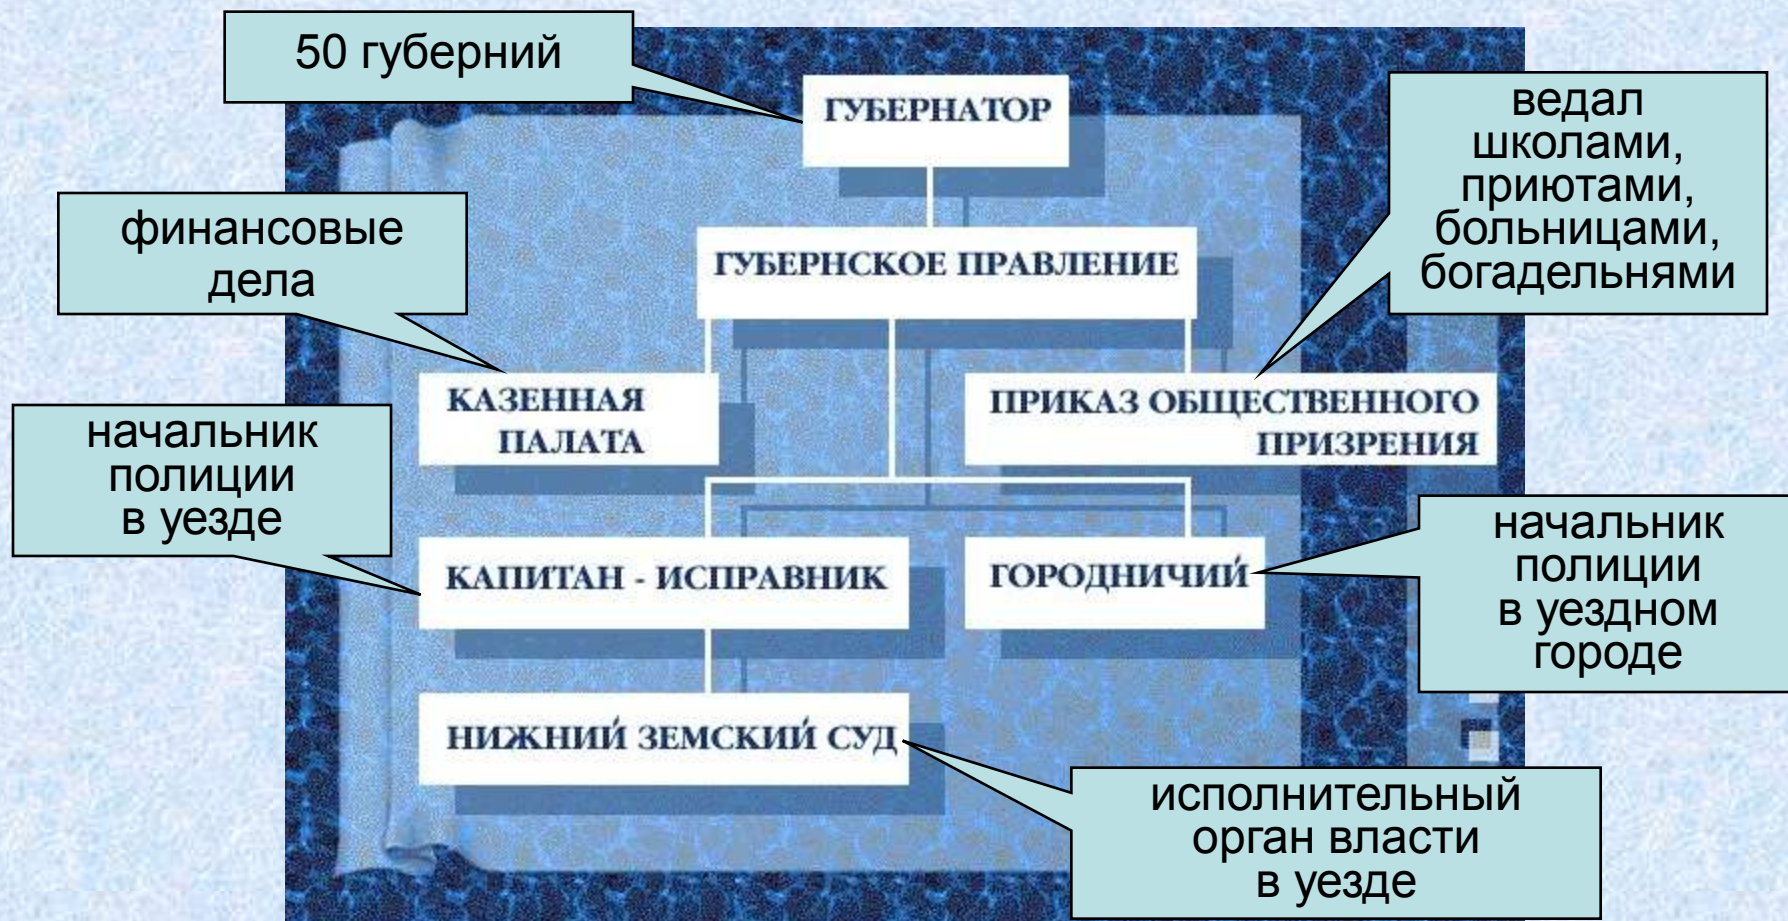 50 губерний
ГУБЕРНАТОР
ведал
школами,
приютами,
больницами,
богадельнями
финансовые
дела
ГУБЕРНСКОЕ ПРАВЛЕНИЕ
КАЗЕННАЯ
ПАЛАТА
ПРИКАЗ ОБЩЕСТВЕННОГО
ПРИЗРЕНИЯ
начальник
полиции
в уезде
КАПИТАН - ИСПРАВНИК
ГОРОДНИЧИЙ
начальник
полиции
в уездном
городе
НИЖНИЙ ЗЕМСКИЙ СУД
исполнительный
орган власти
в уезде